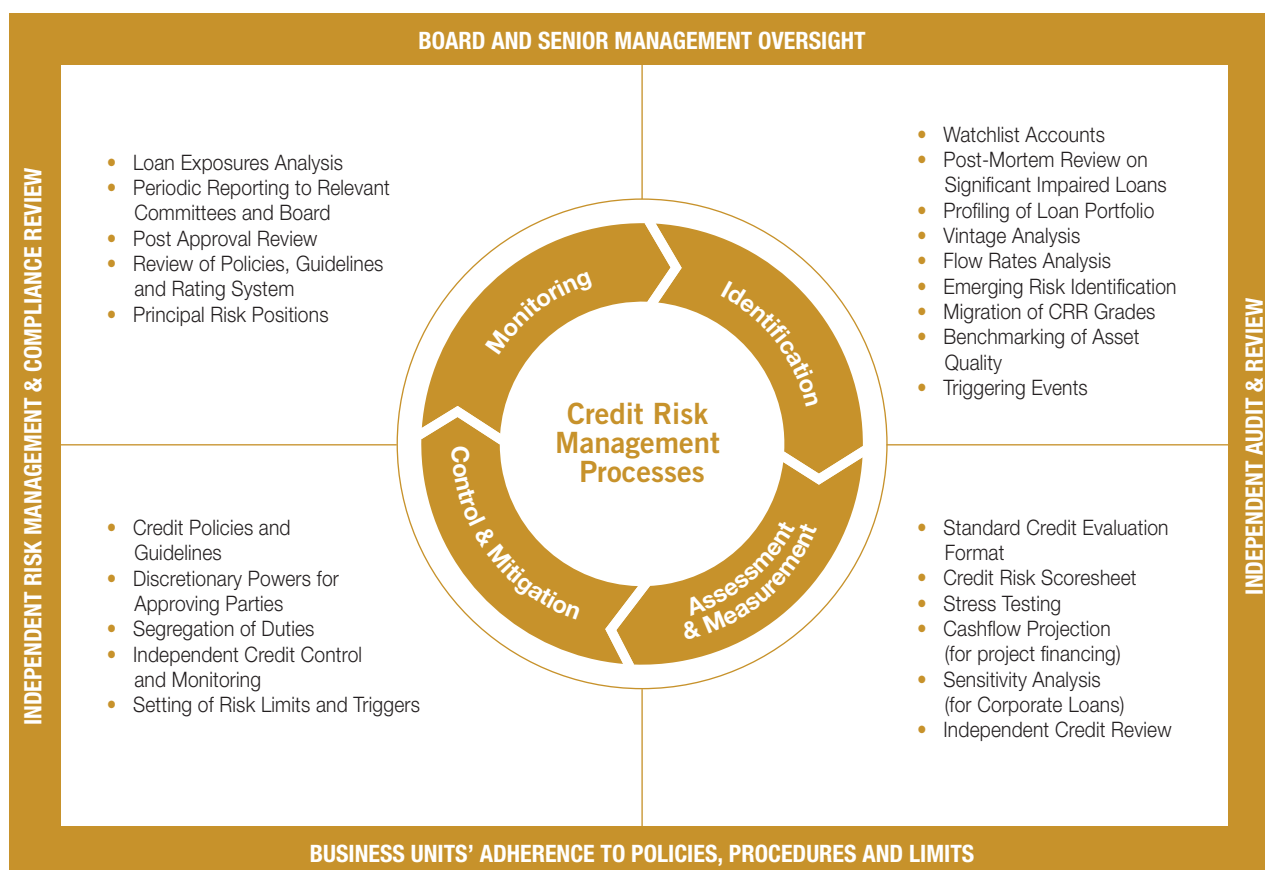 BOARD AND SENIOR MANAGEMENT OVERSIGHT
INDEPENDENT RISK MANAGEMENT & COMPLIANCE REVIEW
• Loan Exposures Analysis
• Periodic Reporting to Relevant
Committees and Board
• Post Approval Review
• Review of Policies, Guidelines
and Rating System
• Principal Risk Positions
• Watchlist Accounts
• Post-Mortem Review on
Significant Impaired Loans
• Profiling of Loan Portfolio
• Vintage Analysis
• Flow Rates Analysis
• Emerging Risk Identification
• Migration of CRR Grades
• Benchmarking of Asset
Quality
• Triggering Events
Monitoring
Identification
Credit Risk
Management
Processes
Control & Mitigation
Assessment
& Measurement
• Credit Policies and
Guidelines
• Discretionary Powers for
Approving Parties
• Segregation of Duties
• Independent Credit Control
and Monitoring
• Setting of Risk Limits and Triggers
• Standard Credit Evaluation
Format
• Credit Risk Scoresheet
• Stress Testing
• Cashflow Projection
(for project financing)
• Sensitivity Analysis
(for Corporate Loans)
• Independent Credit Review
INDEPENDENT AUDIT & REVIEW
BUSINESS UNITS' ADHERENCE TO POLICIES, PROCEDURES AND LIMITS